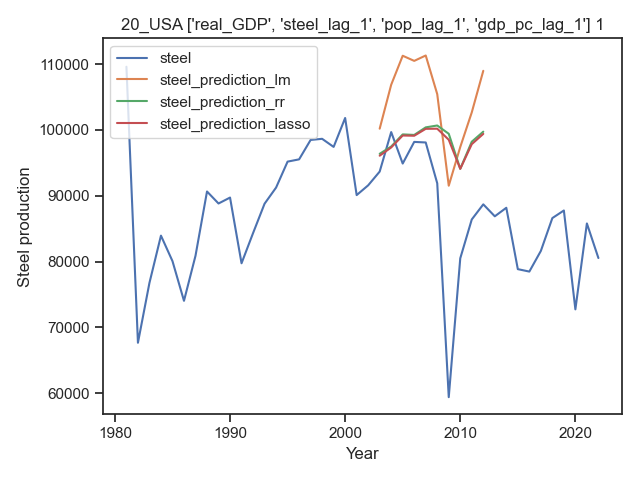 20_USA ['real_GDP', 'steel_lag_1', 'pop_lag_1', 'gdp_pc_lag_1'] 1
steel
steel_prediction_lm
steel_prediction_rr
steel_prediction_lasso
110000
100000
90000
80000
70000
60000
Steel production
1980
1990
2000
2010
2020
Year